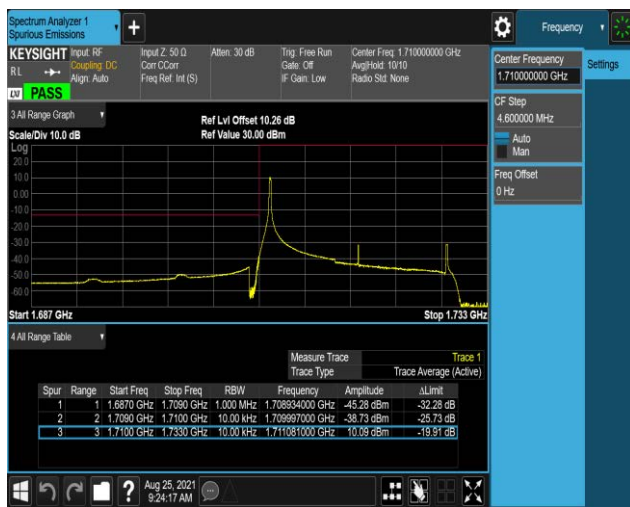 Spectrum Analyzer 1
Spurious Emissions
+
Frequency
KEYSIGHT Input: RF Input Z: 50 Ω Atten: 30 dB Trig: Free Run Center Freq: 1.710000000 GHz
RL Coupling: DC Corr CCorr Gate: Off Avg|Hold: 10/10
Align: Auto Freq Ref: Int (S) IF Gain: Low Radio Std: None
LXI PASS
Center Frequency
1.710000000 GHz
Settings
CF Step
4.600000 MHz
Auto
Man
Freq Offset
0 Hz
3 All Range Graph
Ref Lvl Offset 10.26 dB
Scale/Div 10.0 dB Ref Value 30.00 dBm
Log
20.0
10.0
0.00
-10.0
-20.0
-30.0
-40.0
-50.0
-60.0
Start 1.687 GHz Stop 1.733 GHz
4 All Range Table
Measure Trace Trace 1
Trace Type Trace Average (Active)
Spur Range Start Freq Stop Freq RBW Frequency Amplitude ΔLimit
1 1 1.6870 GHz 1.7090 GHz 1.000 MHz 1.708934000 GHz -45.28 dBm -32.28 dB
2 2 1.7090 GHz 1.7100 GHz 10.00 kHz 1.709997000 GHz -38.73 dBm -25.73 dB
3 3 1.7100 GHz 1.7330 GHz 10.00 kHz 1.711081000 GHz 10.09 dBm -19.91 dB
? Aug 25, 2021
9:24:17 AM